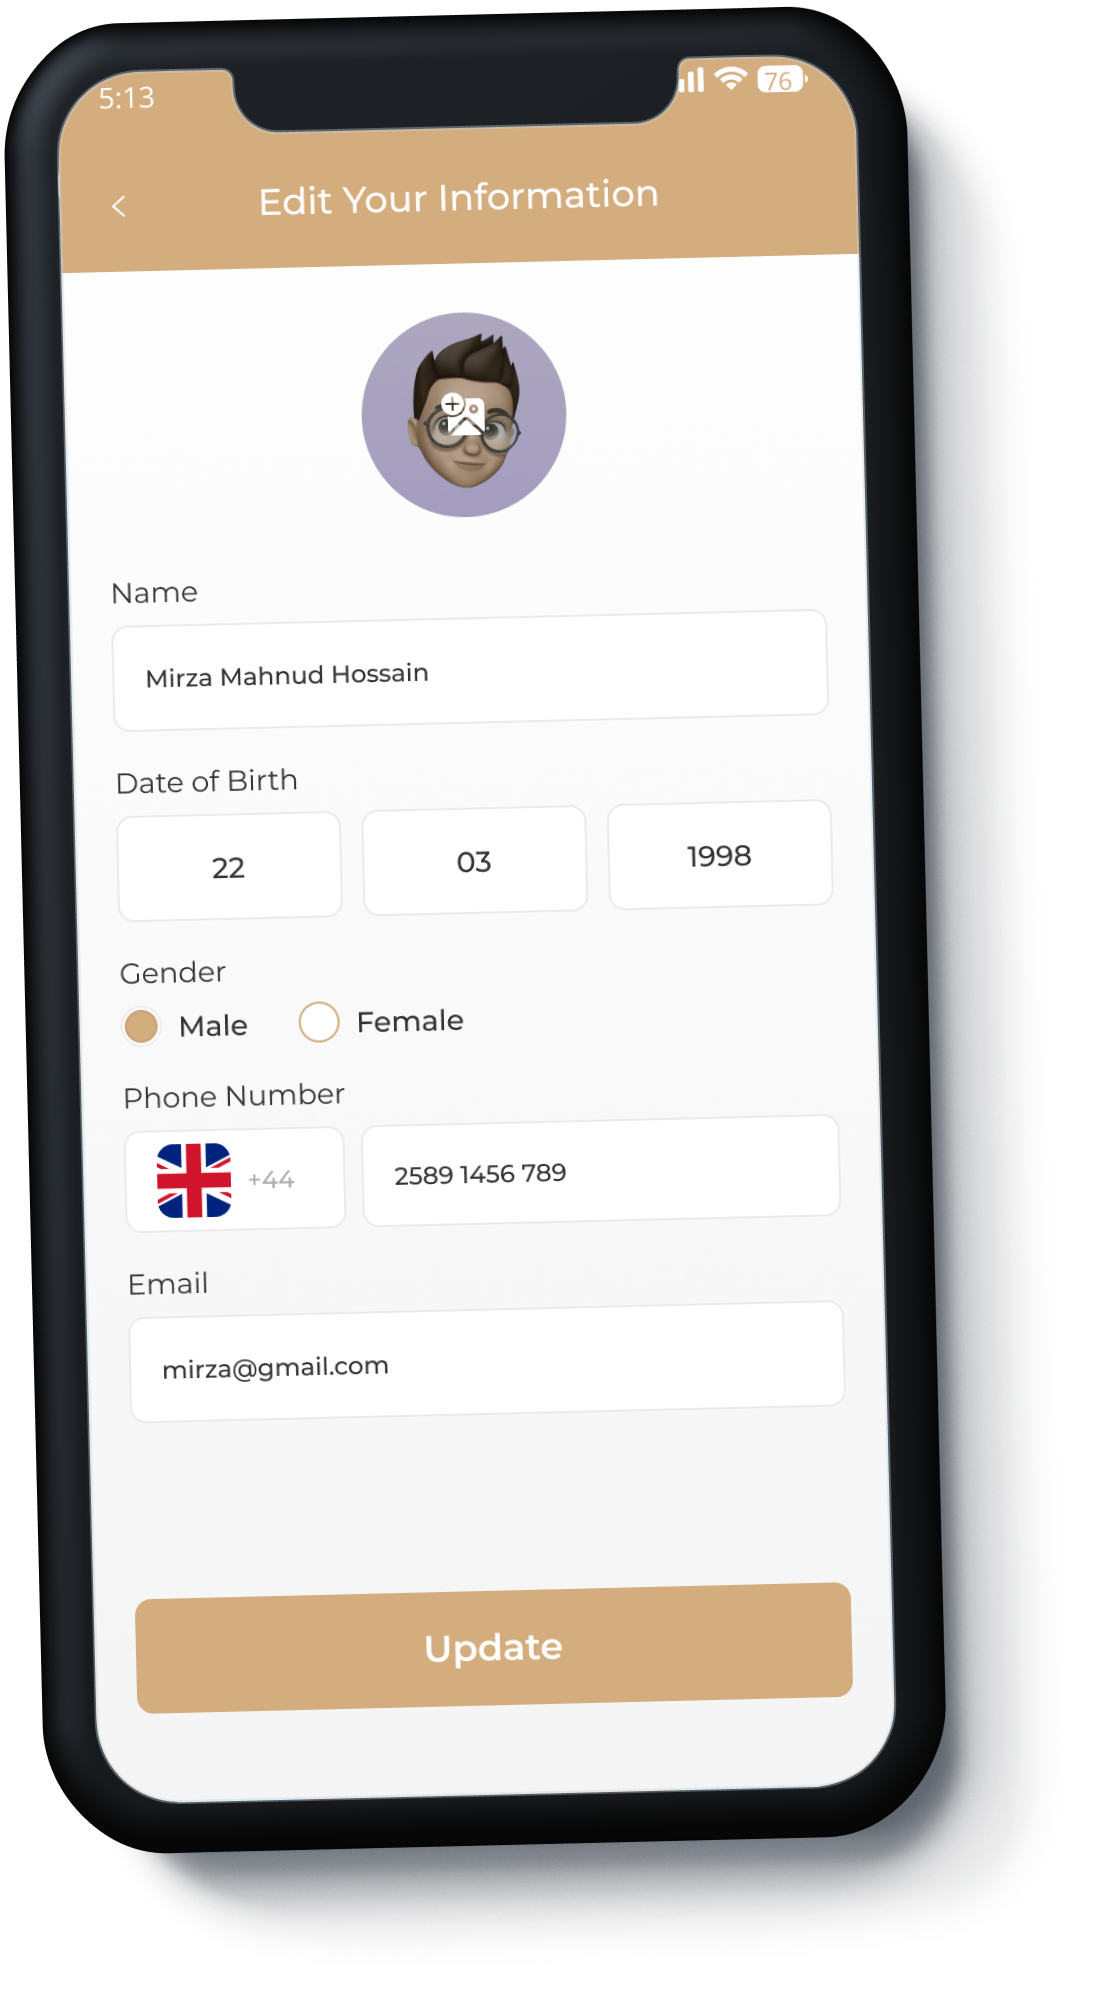 5:13
76
Edit Your Information
Name
Mirza Mahnud Hossain
Date of Birth
22 03 1998
Gender
Male Female
Phone Number
+44 2589 1456 789
Email
mirza@gmail.com
Update